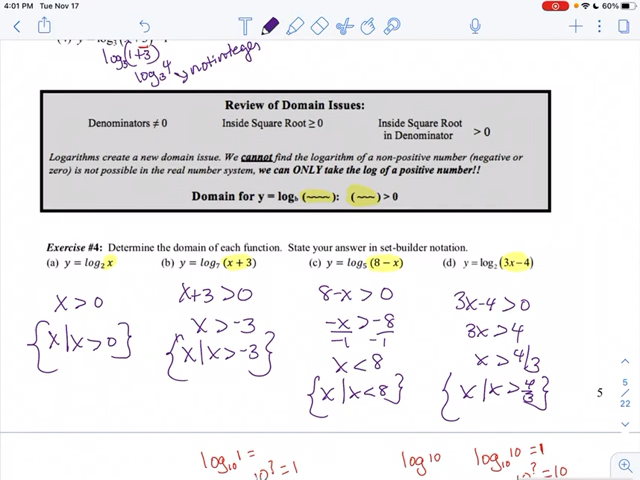 4:01 PM Tue Nov 17
60%
log₃(1+3)
log₃4 → not integer
Review of Domain Issues:
Denominators ≠ 0
Inside Square Root ≥ 0
Inside Square Root
in Denominator > 0
Logarithms create a new domain issue. We cannot find the logarithm of a non-positive number (negative or
zero) is not possible in the real number system, we can ONLY take the log of a positive number!!
Domain for y = log_b (~~~~): (~~~) > 0
Exercise #4: Determine the domain of each function. State your answer in set-builder notation.
(a) y = log₂ x
(b) y = log₇ (x + 3)
(c) y = log₅ (8 − x)
(d) y = log₂ (3x − 4)
x > 0
{x | x > 0}
x+3 > 0
x > -3
{x | x > -3}
8-x > 0
-x > -8
-1 -1
x < 8
{x | x < 8}
3x-4 > 0
3x > 4
x > 4/3
{x | x > 4/3}
5
5
/
22
log₁₀1 =
10^? = 1
log10
log₁₀10 = 1
10^? = 10